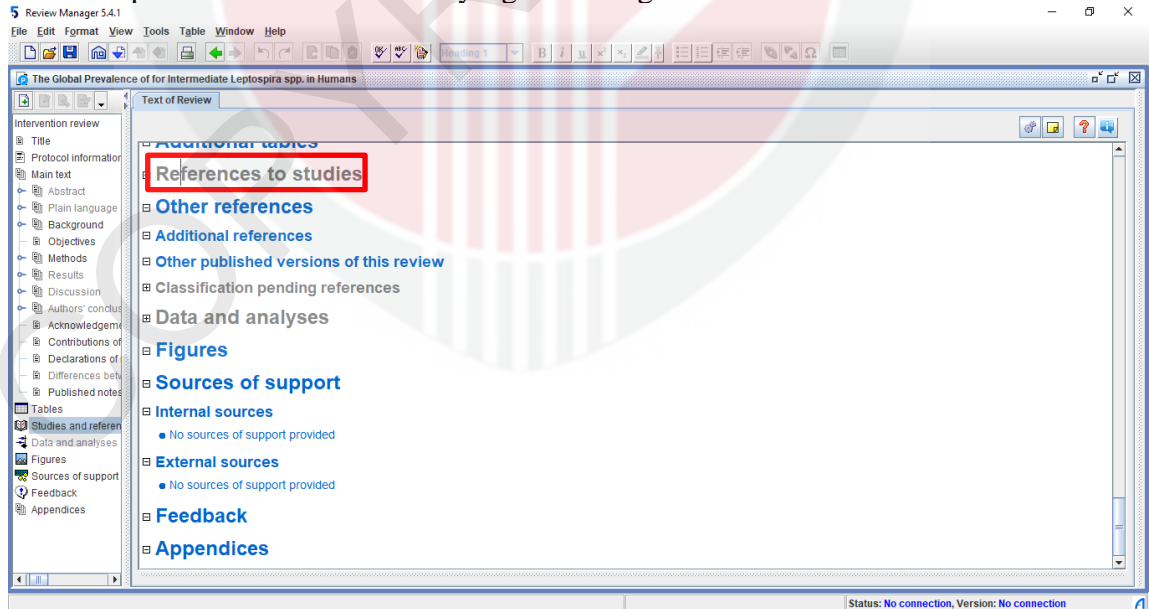 Review Manager 5.4.1
File Edit Format View Tools Table Window Help
Heading 1
The Global Prevalence of for Intermediate Leptospira spp. in Humans
Text of Review
Intervention review
Title
Protocol information
Main text
Abstract
Plain language
Background
Objectives
Methods
Results
Discussion
Authors' conclus
Acknowledgeme
Contributions of
Declarations of
Differences betw
Published notes
Tables
Studies and referen
Data and analyses
Figures
Sources of support
Feedback
Appendices
Additional tables
References to studies
Other references
Additional references
Other published versions of this review
Classification pending references
Data and analyses
Figures
Sources of support
Internal sources
No sources of support provided
External sources
No sources of support provided
Feedback
Appendices
Status: No connection, Version: No connection